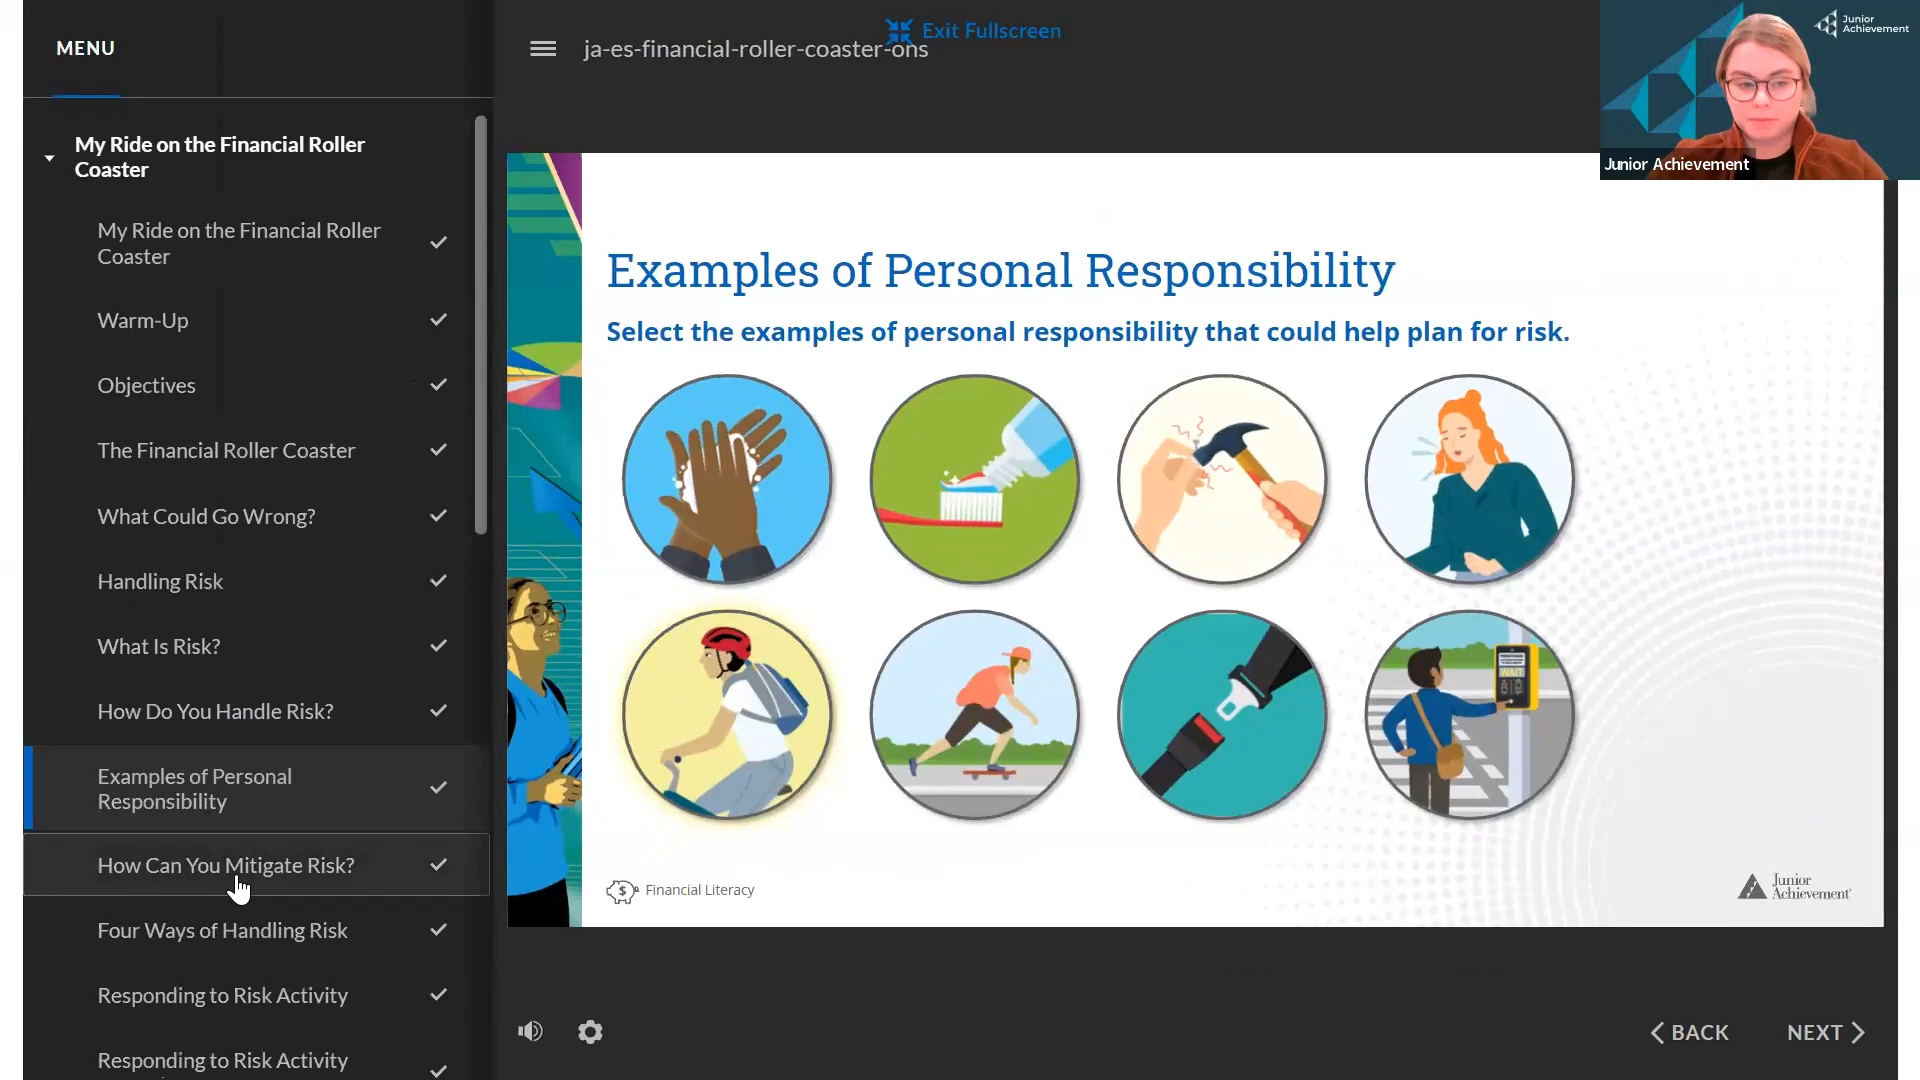 MENU
My Ride on the Financial Roller
Coaster
My Ride on the Financial Roller
Coaster
Warm-Up
Objectives
The Financial Roller Coaster
What Could Go Wrong?
Handling Risk
What Is Risk?
How Do You Handle Risk?
Examples of Personal
Responsibility
How Can You Mitigate Risk?
Four Ways of Handling Risk
Responding to Risk Activity
Responding to Risk Activity
Exit Fullscreen
ja-es-financial-roller-coaster-ons
Junior
Achievement
Junior Achievement
Examples of Personal Responsibility
Select the examples of personal responsibility that could help plan for risk.
WAIT
$ Financial Literacy
Junior
Achievement
BACK
NEXT